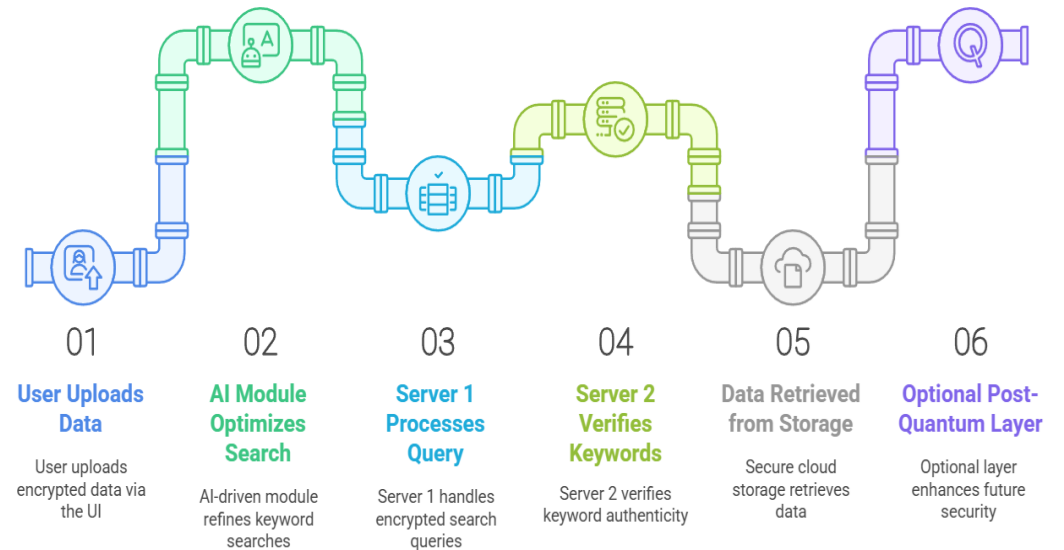 01
User Uploads
Data
User uploads
encrypted data via
the UI
02
AI Module
Optimizes
Search
AI-driven module
refines keyword
searches
03
Server 1
Processes
Query
Server 1 handles
encrypted search
queries
04
Server 2
Verifies
Keywords
Server 2 verifies
keyword authenticity
05
Data Retrieved
from Storage
Secure cloud
storage retrieves
data
06
Optional Post-
Quantum Layer
Optional layer
enhances future
security
A
Q